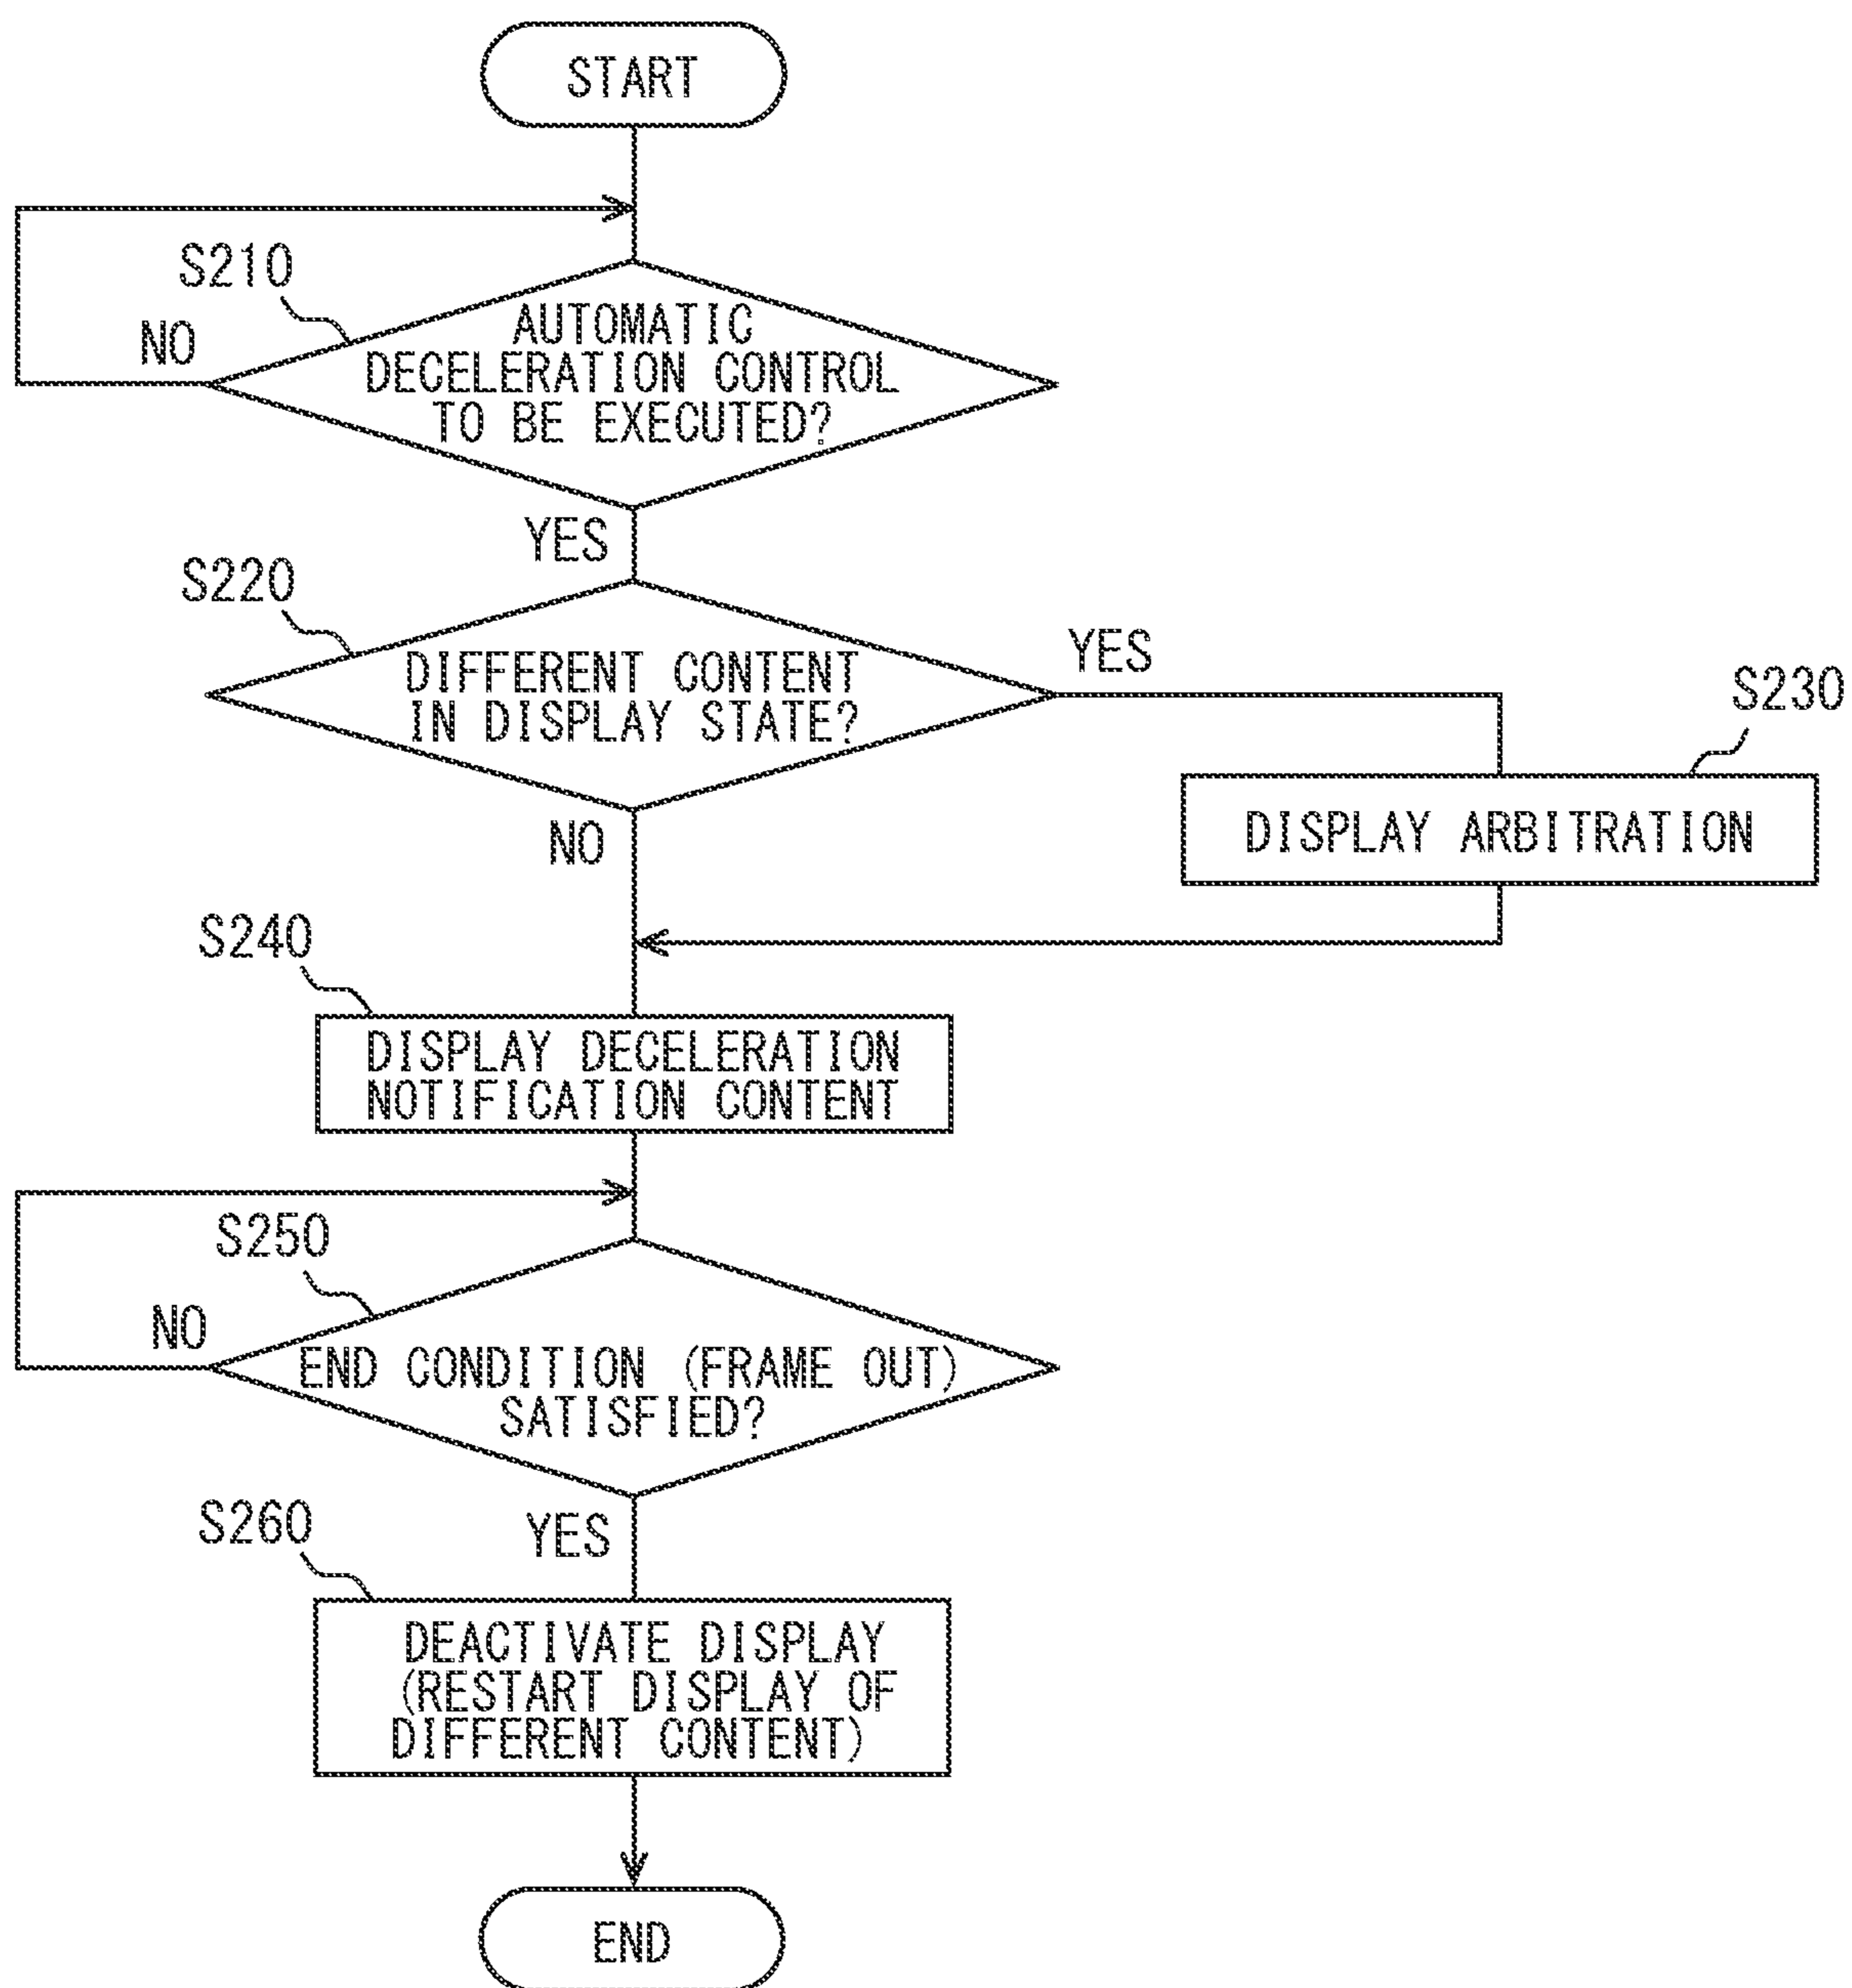 START
S210
NO
AUTOMATIC
DECELERATION CONTROL
TO BE EXECUTED?
YES
S220
DIFFERENT CONTENT
IN DISPLAY STATE?
YES
S230
DISPLAY ARBITRATION
NO
S240
DISPLAY DECELERATION
NOTIFICATION CONTENT
S250
NO
END CONDITION (FRAME OUT)
SATISFIED?
YES
S260
DEACTIVATE DISPLAY
(RESTART DISPLAY OF
DIFFERENT CONTENT)
END